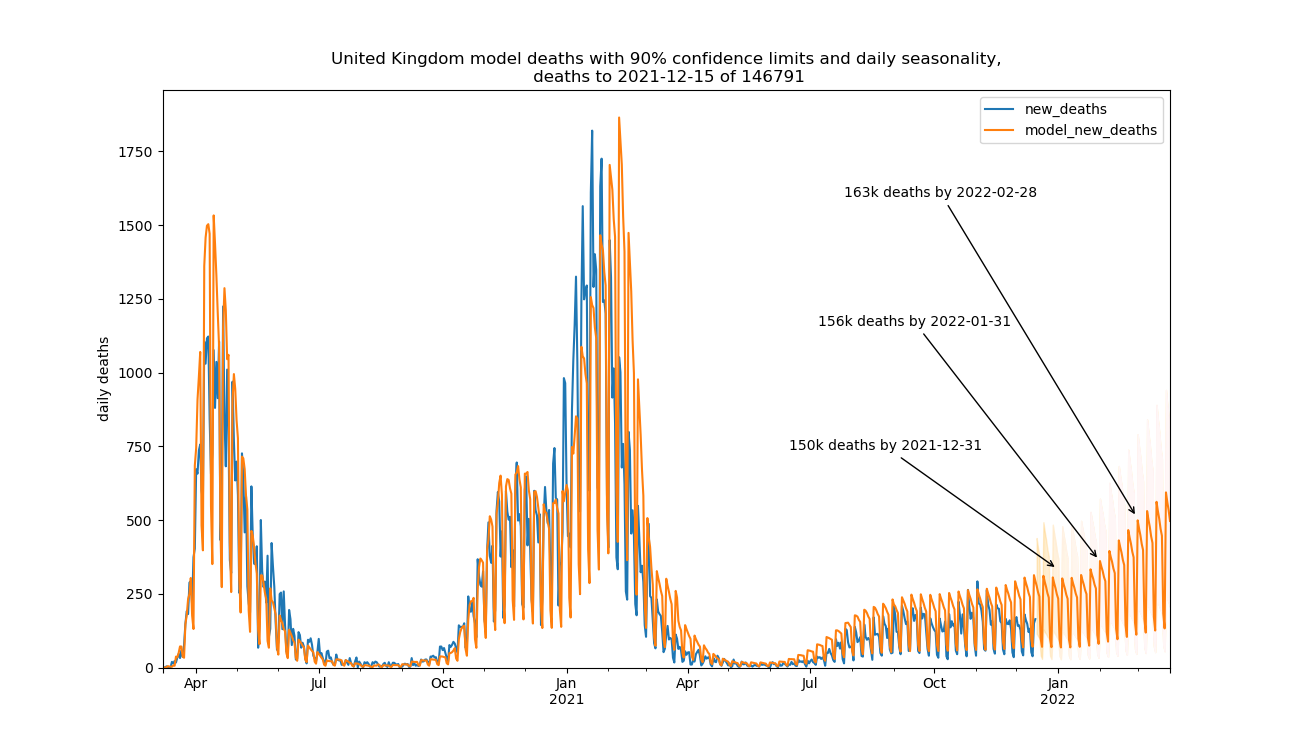 United Kingdom model deaths with 90% confidence limits and daily seasonality,
deaths to 2021-12-15 of 146791
new_deaths
model_new_deaths
163k deaths by 2022-02-28
156k deaths by 2022-01-31
150k deaths by 2021-12-31
daily deaths
1750
1500
1250
1000
750
500
250
0
Apr
Jul
Oct
Jan
2021
Apr
Jul
Oct
Jan
2022